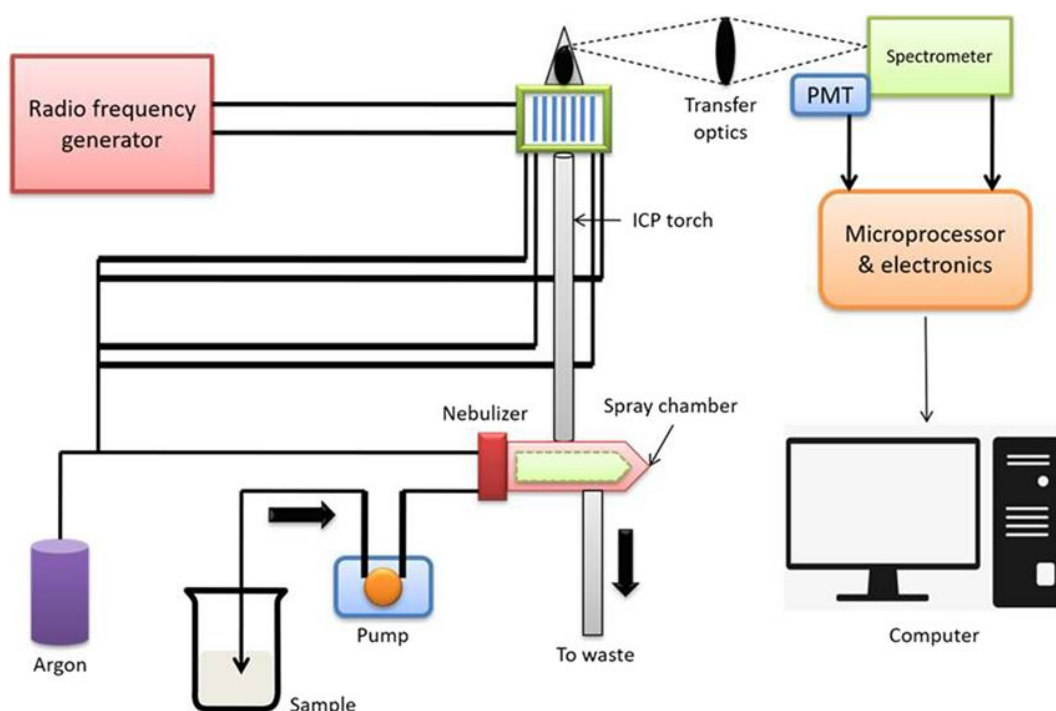 Radio frequency
generator
Transfer
optics
Spectrometer
PMT
ICP torch
Microprocessor
& electronics
Nebulizer
Spray chamber
Argon
Sample
Pump
To waste
Computer